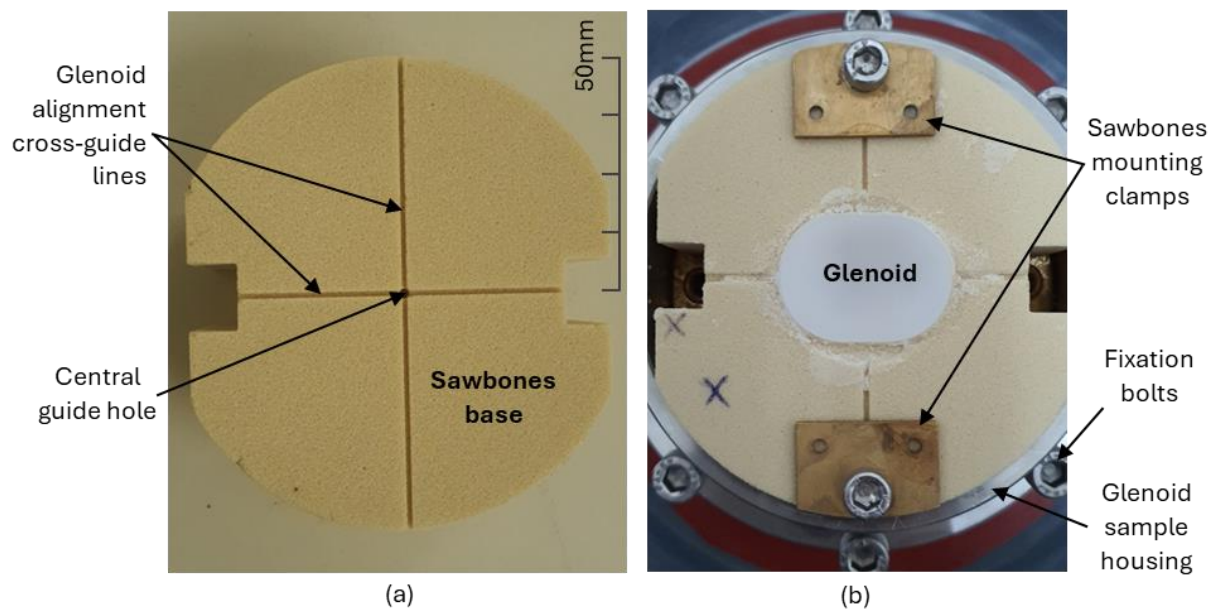 Glenoid
alignment
cross-guide
lines
50mm
Central
guide hole
Sawbones
base
(a)
Glenoid
Sawbones
mounting
clamps
Fixation
bolts
Glenoid
sample
housing
(b)